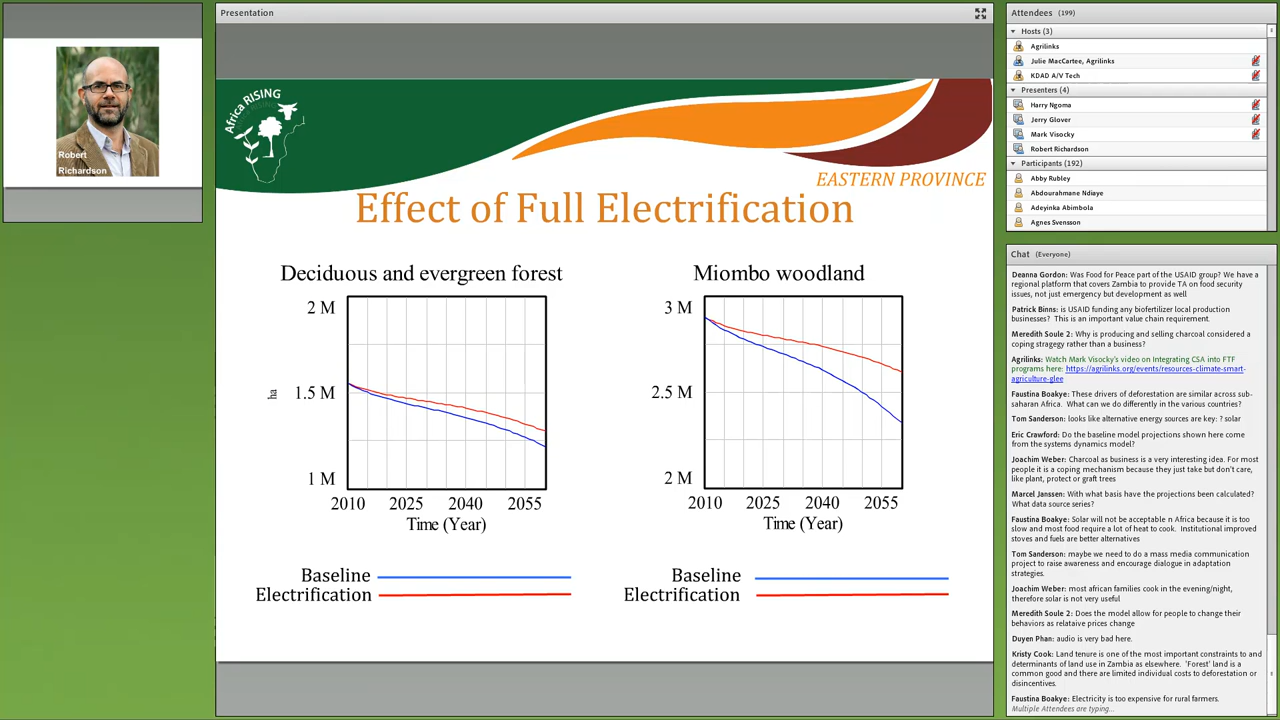 Robert
Richardson
Presentation
Africa RISING
EASTERN PROVINCE
Effect of Full Electrification
Deciduous and evergreen forest
2 M
1.5 M
1 M
ha
2010 2025 2040 2055
Time (Year)
Baseline
Electrification
Miombo woodland
3 M
2.5 M
2 M
2010 2025 2040 2055
Time (Year)
Baseline
Electrification
Attendees (199)
Hosts (3)
Agrilinks
Julie MacCartee, Agrilinks
KDAD A/V Tech
Presenters (4)
Harry Ngoma
Jerry Glover
Mark Visocky
Robert Richardson
Participants (192)
Abby Rubley
Abdourahmane Ndiaye
Adeyinka Abimbola
Agnes Svensson
Chat (Everyone)
Deanna Gordon: Was Food for Peace part of the USAID group? We have a
regional platform that covers Zambia to provide TA on food security
issues, not just emergency but development as well
Patrick Binns: is USAID funding any biofertilizer local production
businesses? This is an important value chain requirement.
Meredith Soule 2: Why is producing and selling charcoal considered a
coping stragegy rather than a business?
Agrilinks: Watch Mark Visocky's video on Integrating CSA into FTF
programs here: https://agrilinks.org/events/resources-climate-smart-
agriculture-glee
Faustina Boakye: These drivers of deforestation are similar across sub-
saharan Africa. What can we do differently in the various countries?
Tom Sanderson: looks like alternative energy sources are key: ? solar
Eric Crawford: Do the baseline model projections shown here come
from the systems dynamics model?
Joachim Weber: Charcoal as business is a very interesting idea. For most
people it is a coping mechanism because they just take but don't care,
like plant, protect or graft trees
Marcel Janssen: With what basis have the projections been calculated?
What data source series?
Faustina Boakye: Solar will not be acceptable n Africa because it is too
slow and most food require a lot of heat to cook. Institutional improved
stoves and fuels are better alternatives
Tom Sanderson: maybe we need to do a mass media communication
project to raise awareness and encourage dialogue in adaptation
strategies.
Joachim Weber: most african families cook in the evening/night,
therefore solar is not very useful
Meredith Soule 2: Does the model allow for people to change their
behaviors as relataive prices change
Duyen Phan: audio is very bad here.
Kristy Cook: Land tenure is one of the most important constraints to and
determinants of land use in Zambia as elsewhere. 'Forest' land is a
common good and there are limited individual costs to deforestation or
disincentives.
Faustina Boakye: Electricity is too expensive for rural farmers.
Multiple Attendees are typing...